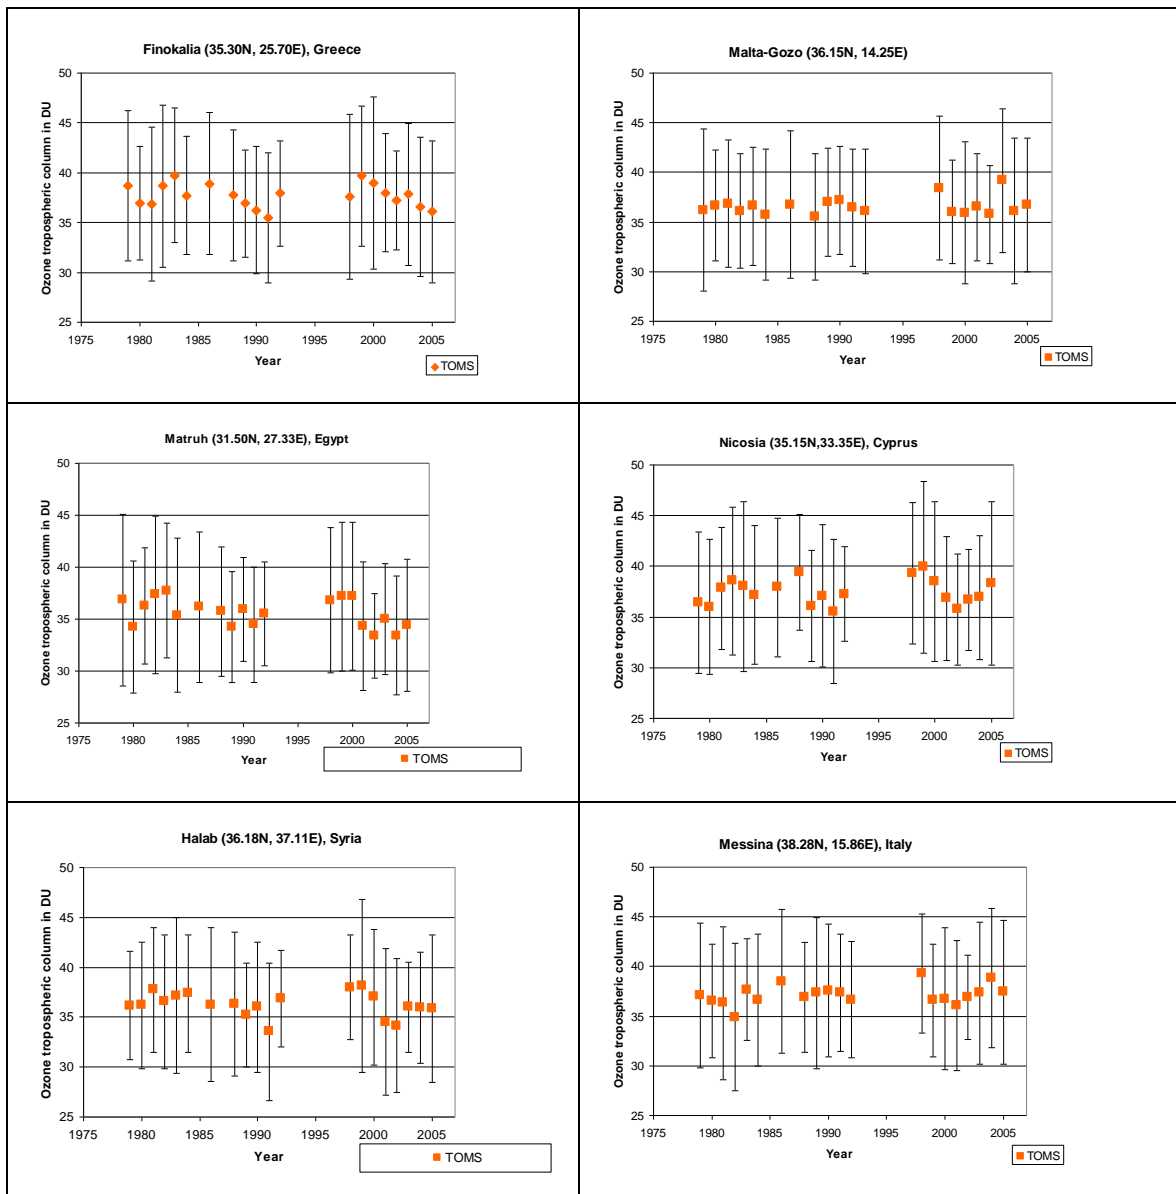 Finokalia (35.30N, 25.70E), Greece
Ozone tropospheric column in DU
50
45
40
35
30
25
1975 1980 1985 1990 1995 2000 2005
Year
TOMS
Malta-Gozo (36.15N, 14.25E)
Ozone tropospheric column in DU
50
45
40
35
30
25
1975 1980 1985 1990 1995 2000 2005
Year
TOMS
Matruh (31.50N, 27.33E), Egypt
Ozone tropospheric column in DU
50
45
40
35
30
25
1975 1980 1985 1990 1995 2000 2005
Year
TOMS
Nicosia (35.15N,33.35E), Cyprus
Ozone tropospheric column in DU
50
45
40
35
30
25
1975 1980 1985 1990 1995 2000 2005
Year
TOMS
Halab (36.18N, 37.11E), Syria
Ozone tropospheric column in DU
50
45
40
35
30
25
1975 1980 1985 1990 1995 2000 2005
Year
TOMS
Messina (38.28N, 15.86E), Italy
Ozone tropospheric column in DU
50
45
40
35
30
25
1975 1980 1985 1990 1995 2000 2005
Year
TOMS